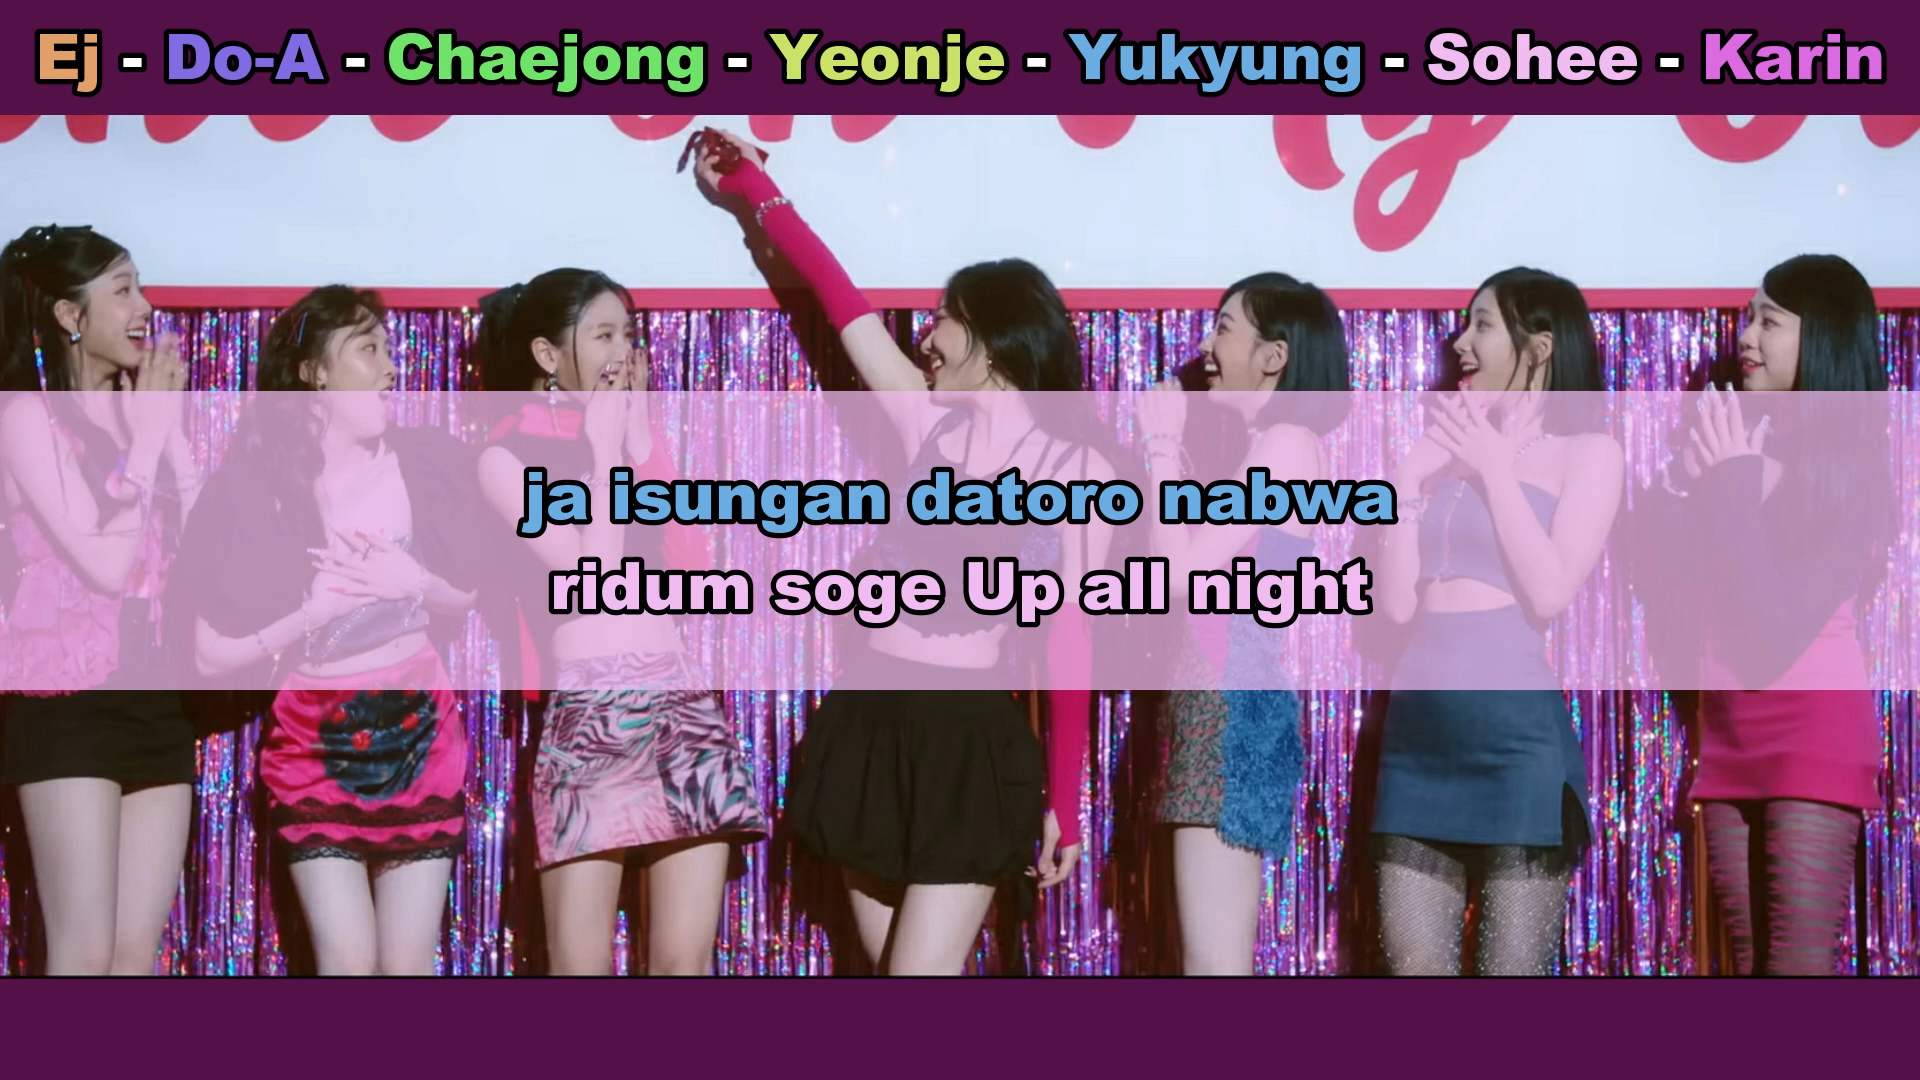 Ej - Do-A - Chaejong - Yeonje - Yukyung - Sohee - Karin
ja isungan datoro nabwa
ridum soge Up all night